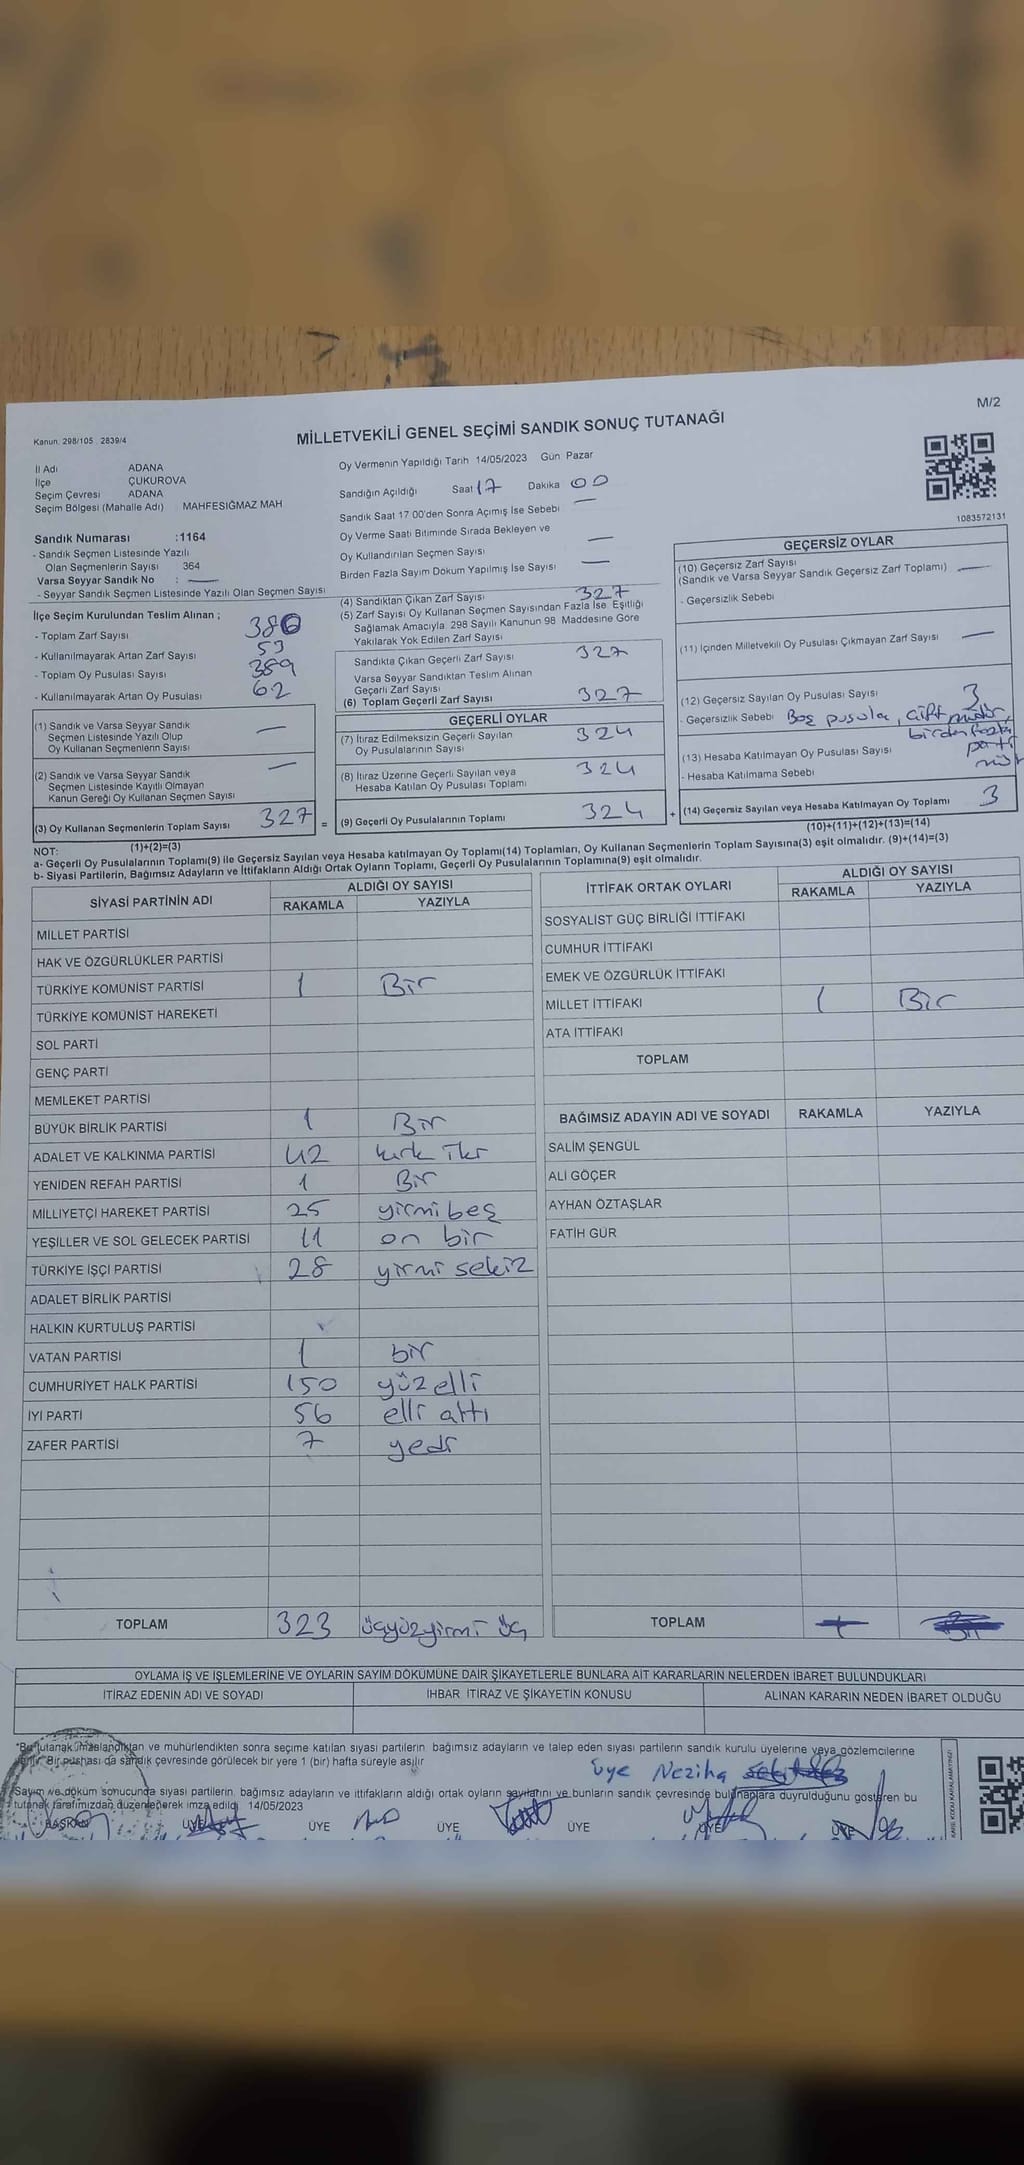 M/2
Kanun. 298/105 2839/4
MİLLETVEKİLİ GENEL SEÇİMİ SANDIK SONUÇ TUTANAĞI
İl Adı ADANA
İlçe ÇUKUROVA
Seçim Çevresi ADANA
Seçim Bölgesi (Mahalle Adı) MAHFESIĞMAZ MAH
Sandık Numarası :1164
- Sandık Seçmen Listesinde Yazılı
Olan Seçmenlerin Sayısı 364
Varsa Seyyar Sandık No : —
- Seyyar Sandık Seçmen Listesinde Yazılı Olan Seçmen Sayısı
Oy Vermenin Yapıldığı Tarih 14/05/2023 Gün Pazar
Sandığın Açıldığı Saat 17 Dakika 00
Sandık Saat 17 00'den Sonra Açımış İse Sebebi —
Oy Verme Saati Bitiminde Sırada Bekleyen ve
Oy Kullandırılan Seçmen Sayısı —
Birden Fazla Sayım Döküm Yapılmış İse Sayısı —
1083572131
İlçe Seçim Kurulundan Teslim Alınan ;
- Toplam Zarf Sayısı 380
- Kullanılmayarak Artan Zarf Sayısı 53
- Toplam Oy Pusulası Sayısı 389
- Kullanılmayarak Artan Oy Pusulası 62
(1) Sandık ve Varsa Seyyar Sandık
Seçmen Listesinde Yazılı Olup
Oy Kullanan Seçmenlerin Sayısı —
(2) Sandık ve Varsa Seyyar Sandık
Seçmen Listesinde Kayıtlı Olmayan
Kanun Gereği Oy Kullanan Seçmen Sayısı —
(3) Oy Kullanan Seçmenlerin Toplam Sayısı 327 =
(1)+(2)=(3)
(4) Sandıktan Çıkan Zarf Sayısı 327
(5) Zarf Sayısı Oy Kullanan Seçmen Sayısından Fazla İse Eşitliği
Sağlamak Amacıyla 298 Sayılı Kanunun 98 Maddesine Göre
Yakılarak Yok Edilen Zarf Sayısı
Sandıkta Çıkan Geçerli Zarf Sayısı 327
Varsa Seyyar Sandıktan Teslim Alınan
Geçerli Zarf Sayısı
(6) Toplam Geçerli Zarf Sayısı 327
GEÇERLİ OYLAR
(7) İtiraz Edilmeksizin Geçerli Sayılan
Oy Pusulalarının Sayısı 324
(8) İtiraz Üzerine Geçerli Sayılan veya
Hesaba Katılan Oy Pusulası Toplamı 324
(9) Geçerli Oy Pusulalarının Toplamı 324 +
GEÇERSİZ OYLAR
(10) Geçersiz Zarf Sayısı
(Sandık ve Varsa Seyyar Sandık Geçersiz Zarf Toplamı) —
- Geçersizlik Sebebi
(11) İçinden Milletvekili Oy Pusulası Çıkmayan Zarf Sayısı —
(12) Geçersiz Sayılan Oy Pusulası Sayısı 3
- Geçersizlik Sebebi Boş pusula, çift mühür,
birden fazla
parti
(13) Hesaba Katılmayan Oy Pusulası Sayısı
- Hesaba Katılmama Sebebi
(14) Geçersiz Sayılan veya Hesaba Katılmayan Oy Toplamı 3
(10)+(11)+(12)+(13)=(14)
NOT:
a- Geçerli Oy Pusulalarının Toplamı(9) ile Geçersiz Sayılan veya Hesaba katılmayan Oy Toplamı(14) Toplamları, Oy Kullanan Seçmenlerin Toplam Sayısına(3) eşit olmalıdır. (9)+(14)=(3)
b- Siyasi Partilerin, Bağımsız Adayların ve İttifakların Aldığı Ortak Oyların Toplamı, Geçerli Oy Pusulalarının Toplamına(9) eşit olmalıdır.
SİYASİ PARTİNİN ADI ALDIĞI OY SAYISI
RAKAMLA YAZIYLA
MİLLET PARTİSİ
HAK VE ÖZGÜRLÜKLER PARTİSİ
TÜRKİYE KOMÜNİST PARTİSİ 1 Bir
TÜRKİYE KOMÜNİST HAREKETİ
SOL PARTİ
GENÇ PARTİ
MEMLEKET PARTİSİ
BÜYÜK BİRLİK PARTİSİ 1 Bir
ADALET VE KALKINMA PARTİSİ 42 kırk iki
YENİDEN REFAH PARTİSİ 1 Bir
MİLLİYETÇİ HAREKET PARTİSİ 25 yirmi beş
YEŞİLLER VE SOL GELECEK PARTİSİ 11 on bir
TÜRKİYE İŞÇİ PARTİSİ 28 yirmi sekiz
ADALET BİRLİK PARTİSİ
HALKIN KURTULUŞ PARTİSİ
VATAN PARTİSİ 1 bir
CUMHURİYET HALK PARTİSİ 150 yüz elli
İYİ PARTİ 56 elli altı
ZAFER PARTİSİ 7 yedi
TOPLAM 323 üçyüzyirmi üç
İTTİFAK ORTAK OYLARI ALDIĞI OY SAYISI
RAKAMLA YAZIYLA
SOSYALİST GÜÇ BİRLİĞİ İTTİFAKI
CUMHUR İTTİFAKI
EMEK VE ÖZGÜRLÜK İTTİFAKI
MİLLET İTTİFAKI 1 Bir
ATA İTTİFAKI
TOPLAM
BAĞIMSIZ ADAYIN ADI VE SOYADI RAKAMLA YAZIYLA
SALİM ŞENGÜL
ALİ GÖÇER
AYHAN ÖZTAŞLAR
FATİH GÜR
TOPLAM
OYLAMA İŞ VE İŞLEMLERİNE VE OYLARIN SAYIM DÖKÜMÜNE DAİR ŞİKAYETLERLE BUNLARA AİT KARARLARIN NELERDEN İBARET BULUNDUKLARI
İTİRAZ EDENİN ADI VE SOYADI İHBAR İTİRAZ VE ŞİKAYETİN KONUSU ALINAN KARARIN NEDEN İBARET OLDUĞU
*Bu tutanak imzalandıktan ve mühürlendikten sonra seçime katılan siyasi partilerin bağımsız adayların ve talep eden siyasi partilerin sandık kurulu üyelerine veya gözlemcilerine
verilir. Bir pushası da sandık çevresinde görülecek bir yere 1 (bir) hafta süreyle asılır
Üye Neziha
Sayım ve döküm sonucunda siyasi partilerin. bağımsız adayların ve ittifakların aldığı ortak oyların sayılarını ve bunların sandık çevresinde bulunanlara duyrulduğunu gösteren bu
tutanak tarafımızdan düzenlenerek imza edildi 14/05/2023
BAŞKAN ÜYE ÜYE ÜYE ÜYE ÜYE ÜYE